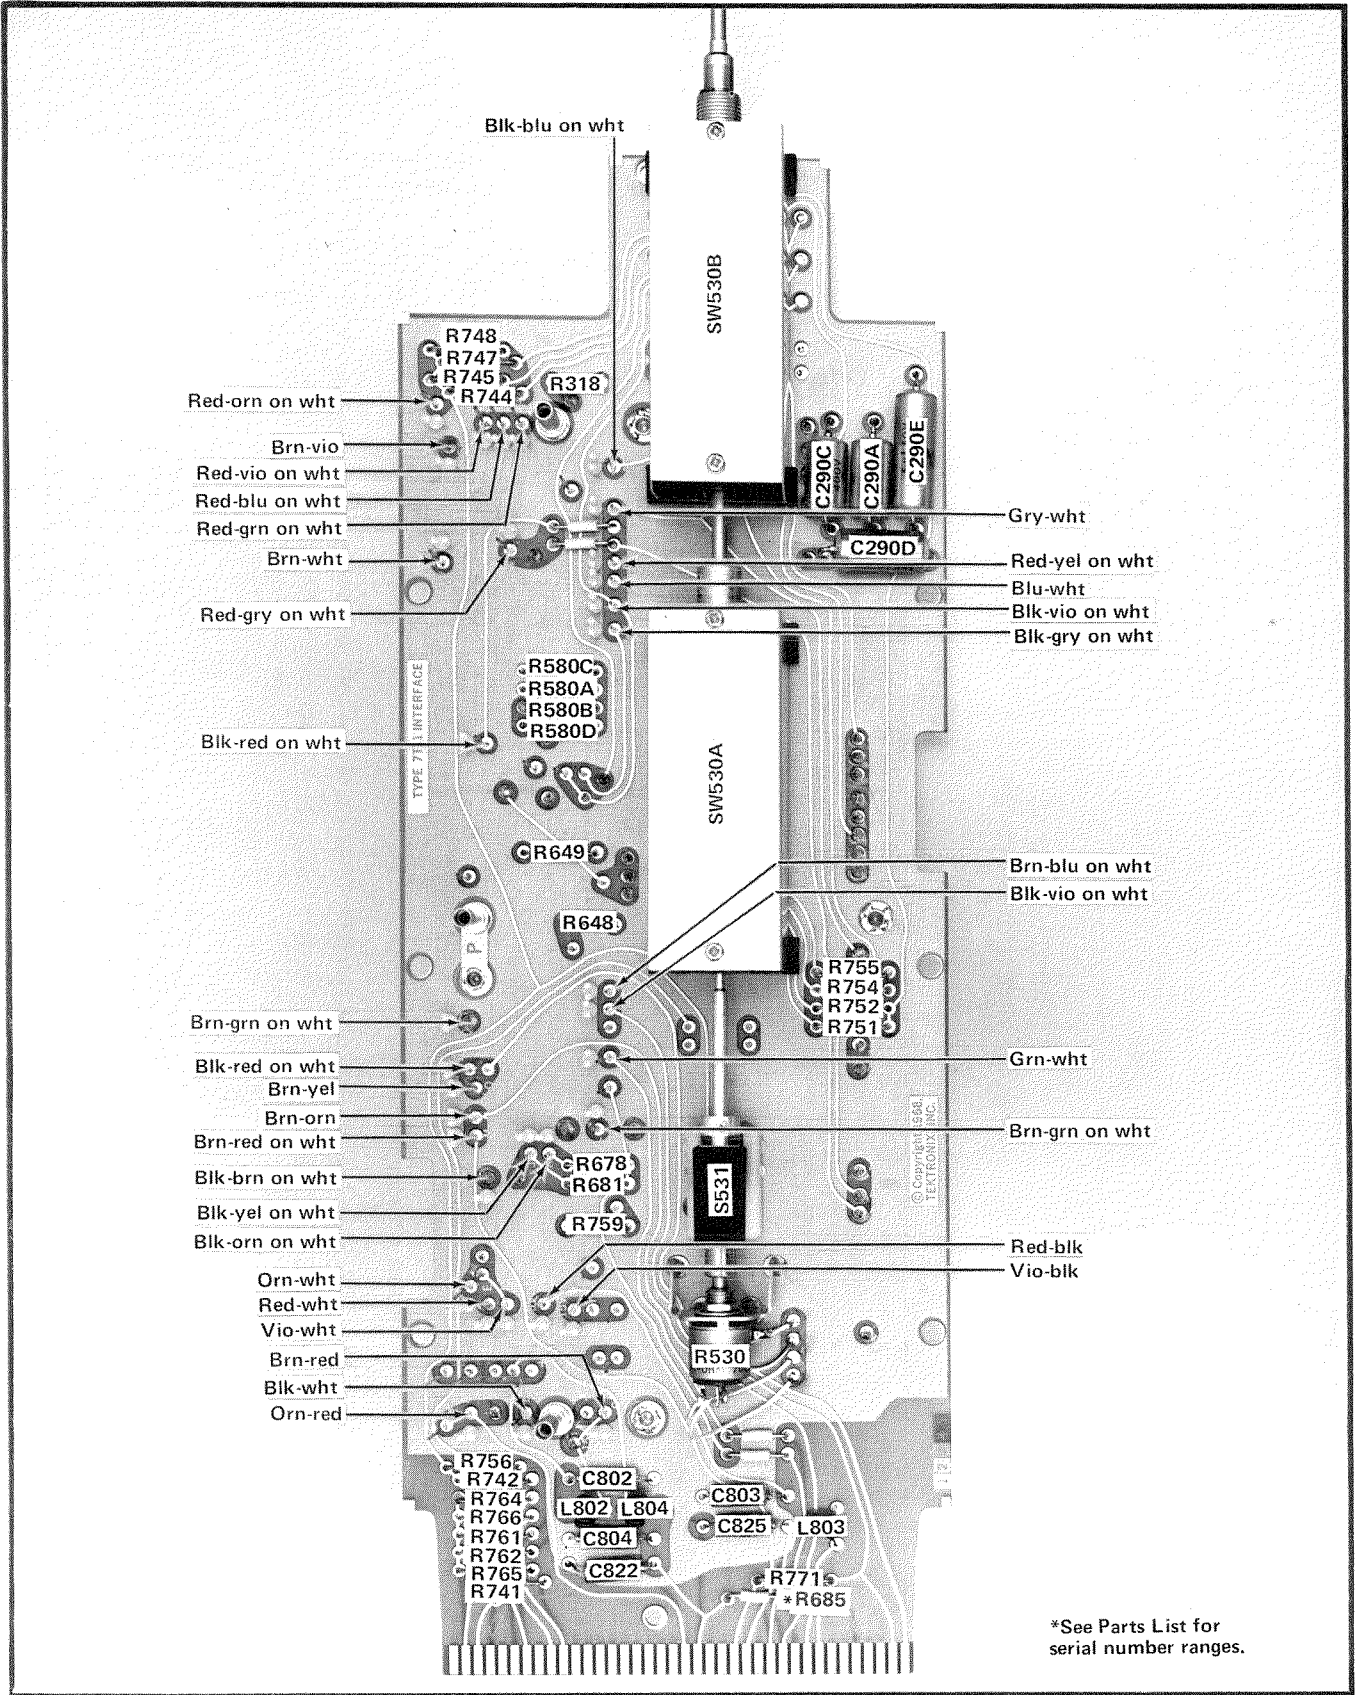 Blk-blu on wht
SW530B
R748
R747
R745
R744
R318
Red-orn on wht
Brn-vio
Red-vio on wht
Red-blu on wht
Red-grn on wht
Brn-wht
Red-gry on wht
C290C
C290A
C290E
C290D
Gry-wht
Red-yel on wht
Blu-wht
Blk-vio on wht
Blk-gry on wht
R580C
R580A
R580B
R580D
Blk-red on wht
INTERFACE
TYPE
SW530A
R649
Brn-blu on wht
Blk-vio on wht
R648
P
R755
R754
R752
R751
Brn-grn on wht
Blk-red on wht
Brn-yel
Brn-orn
Brn-red on wht
Blk-brn on wht
Blk-yel on wht
Blk-orn on wht
Grn-wht
Brn-grn on wht
R678
R681
R759
S531
© Copyright 1968
TEKTRONIX INC.
Red-blk
Vio-blk
Orn-wht
Red-wht
Vio-wht
Brn-red
Blk-wht
Orn-red
R530
R756
R742
R764
R766
R761
R762
R765
R741
C802
L802
L804
C804
C822
C803
C825
L803
R771
*R685
1 2
*See Parts List for
serial number ranges.